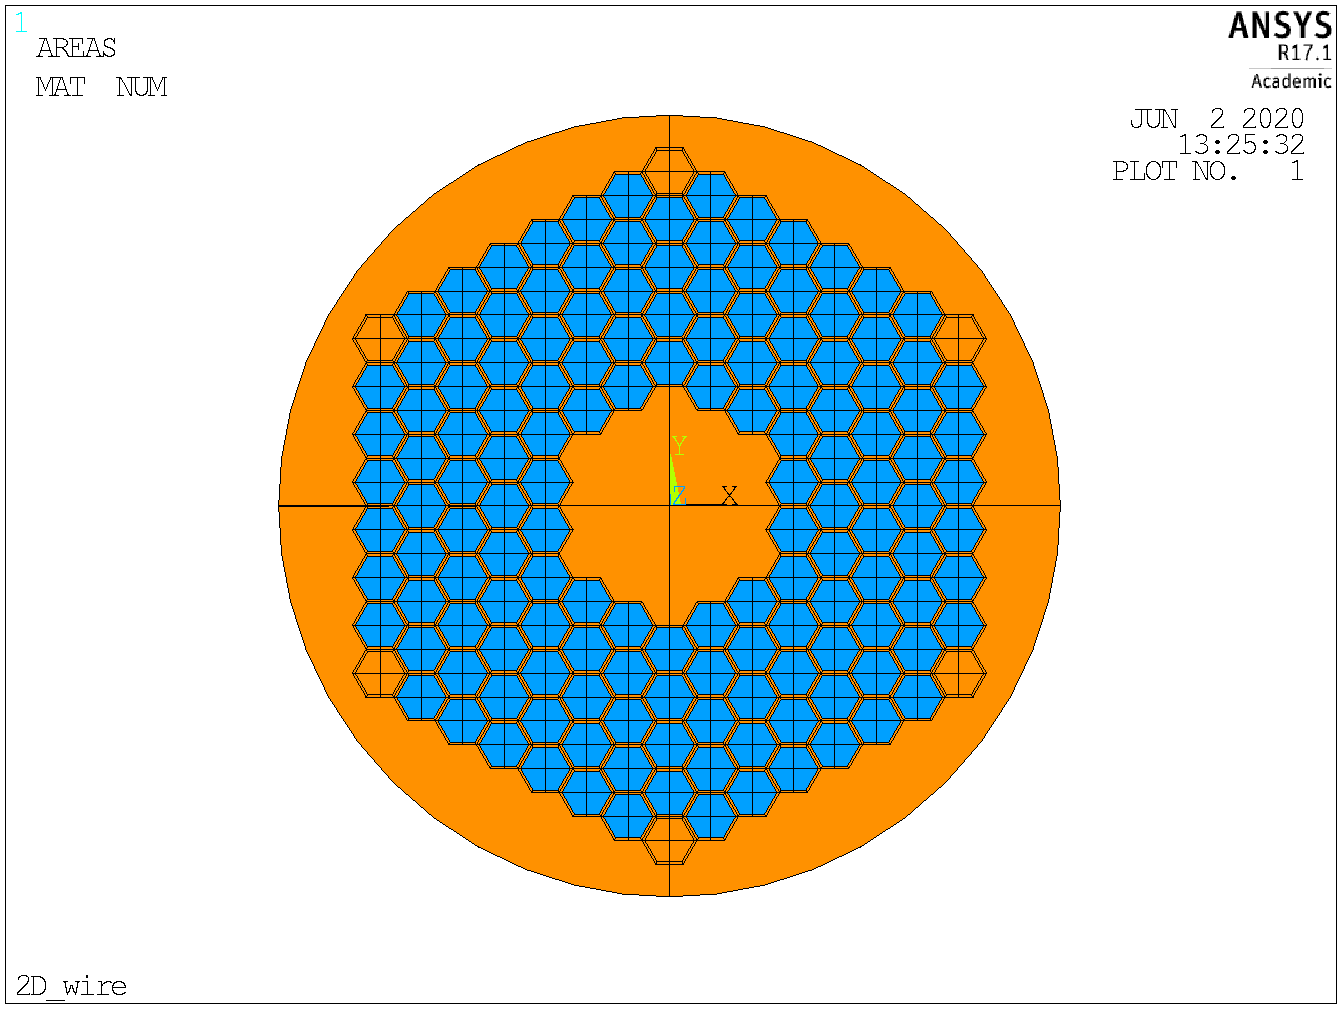 1
AREAS
MAT NUM
ANSYS
R17.1
Academic
JUN 2 2020
13:25:32
PLOT NO. 1
Y
Z X
2D_wire